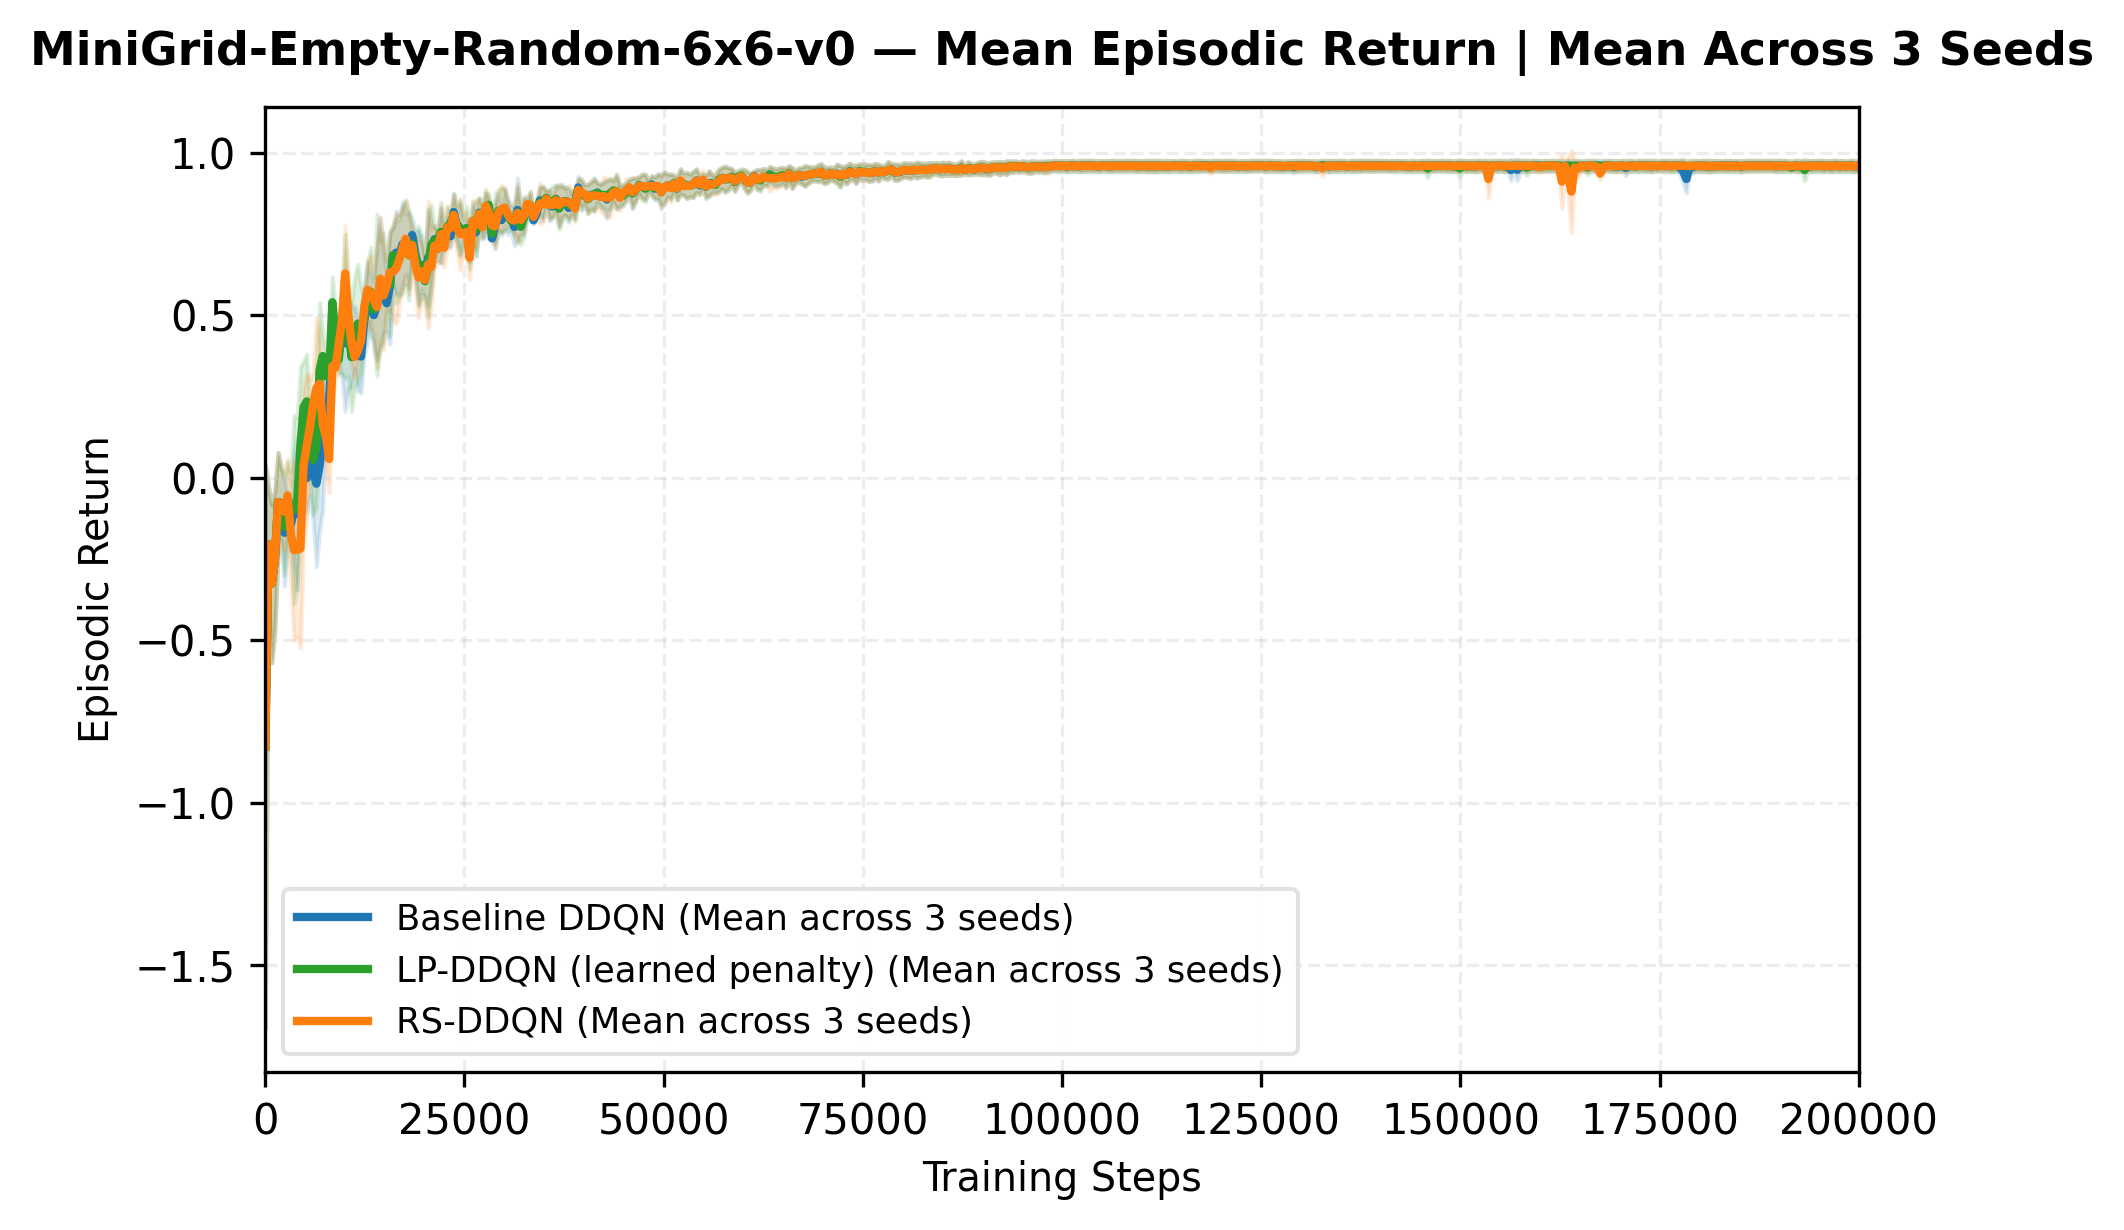 MiniGrid-Empty-Random-6x6-v0 — Mean Episodic Return | Mean Across 3 Seeds
1.0
0.5
0.0
−0.5
−1.0
−1.5
Episodic Return
Baseline DDQN (Mean across 3 seeds)
LP-DDQN (learned penalty) (Mean across 3 seeds)
RS-DDQN (Mean across 3 seeds)
0 25000 50000 75000 100000 125000 150000 175000 200000
Training Steps